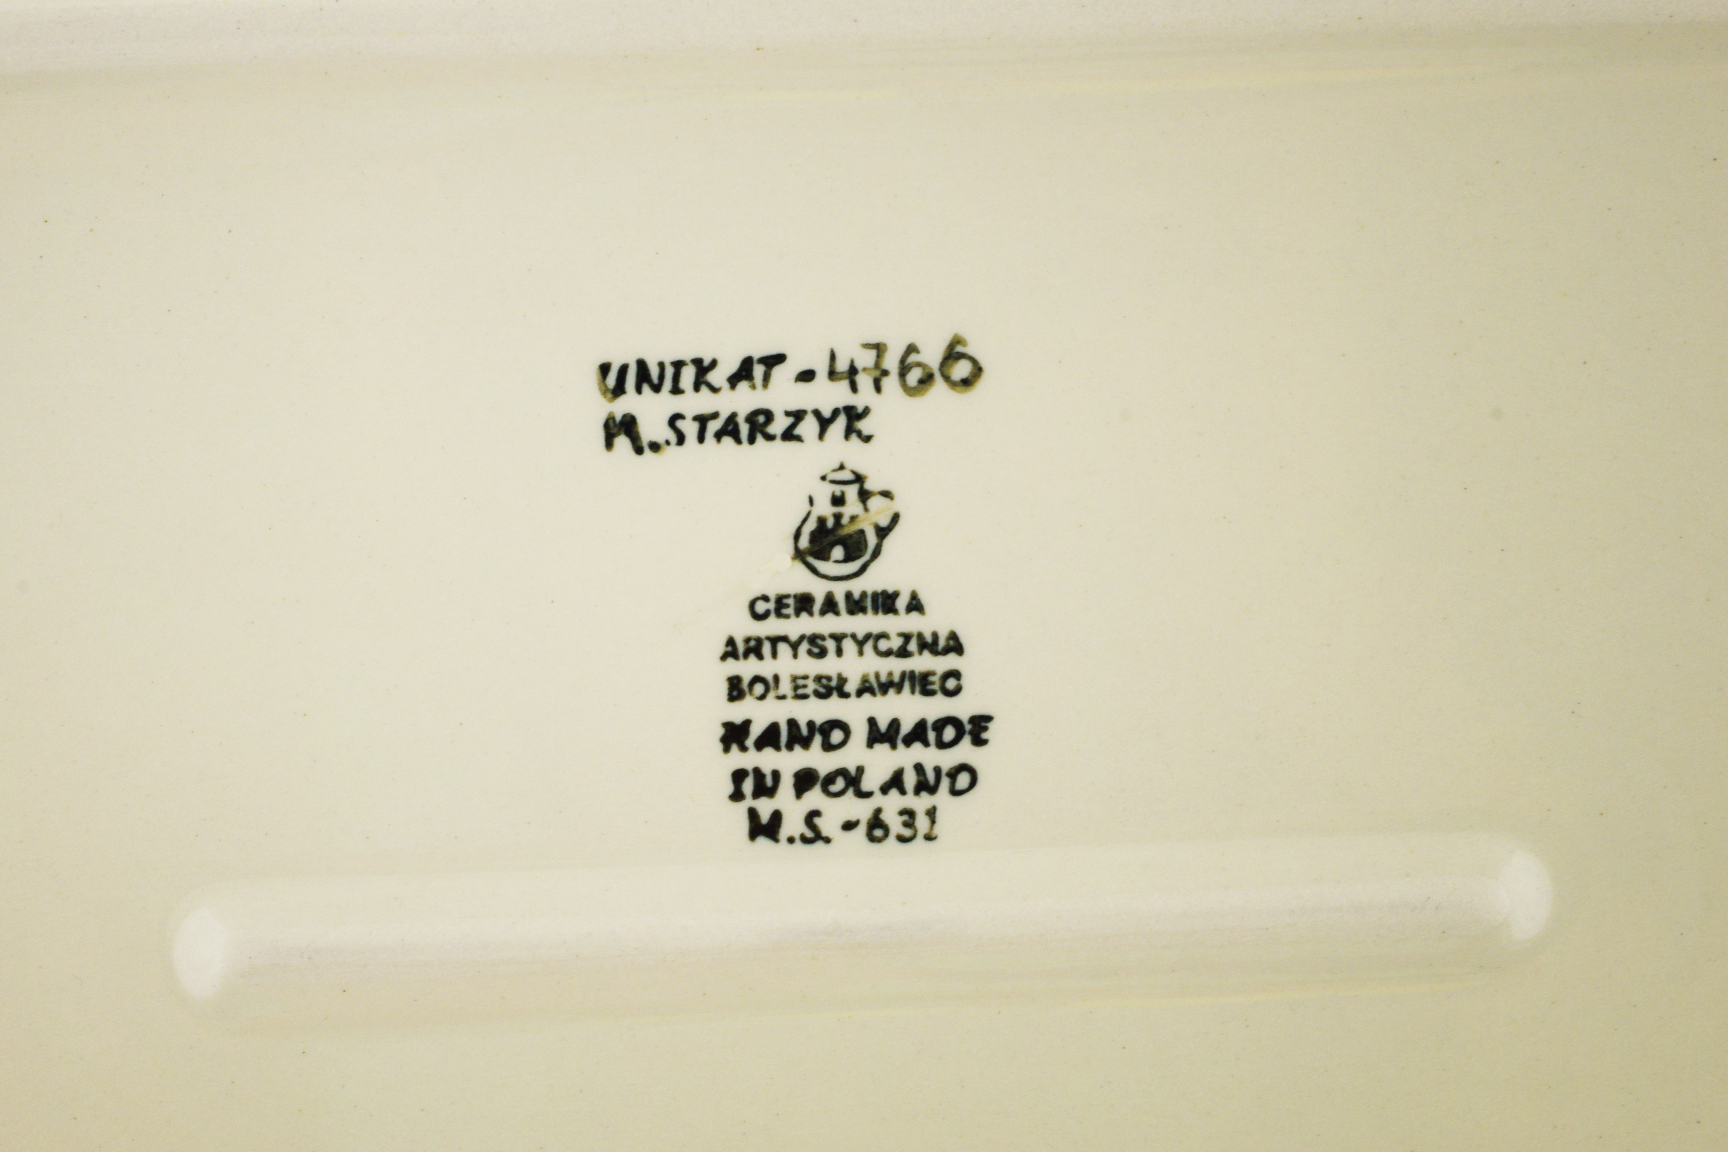 UNIKAT-4766
M.STARZYK
CERAMIKA
ARTYSTYCZNA
BOLESŁAWIEC
HAND MADE
IN POLAND
M.S.-631